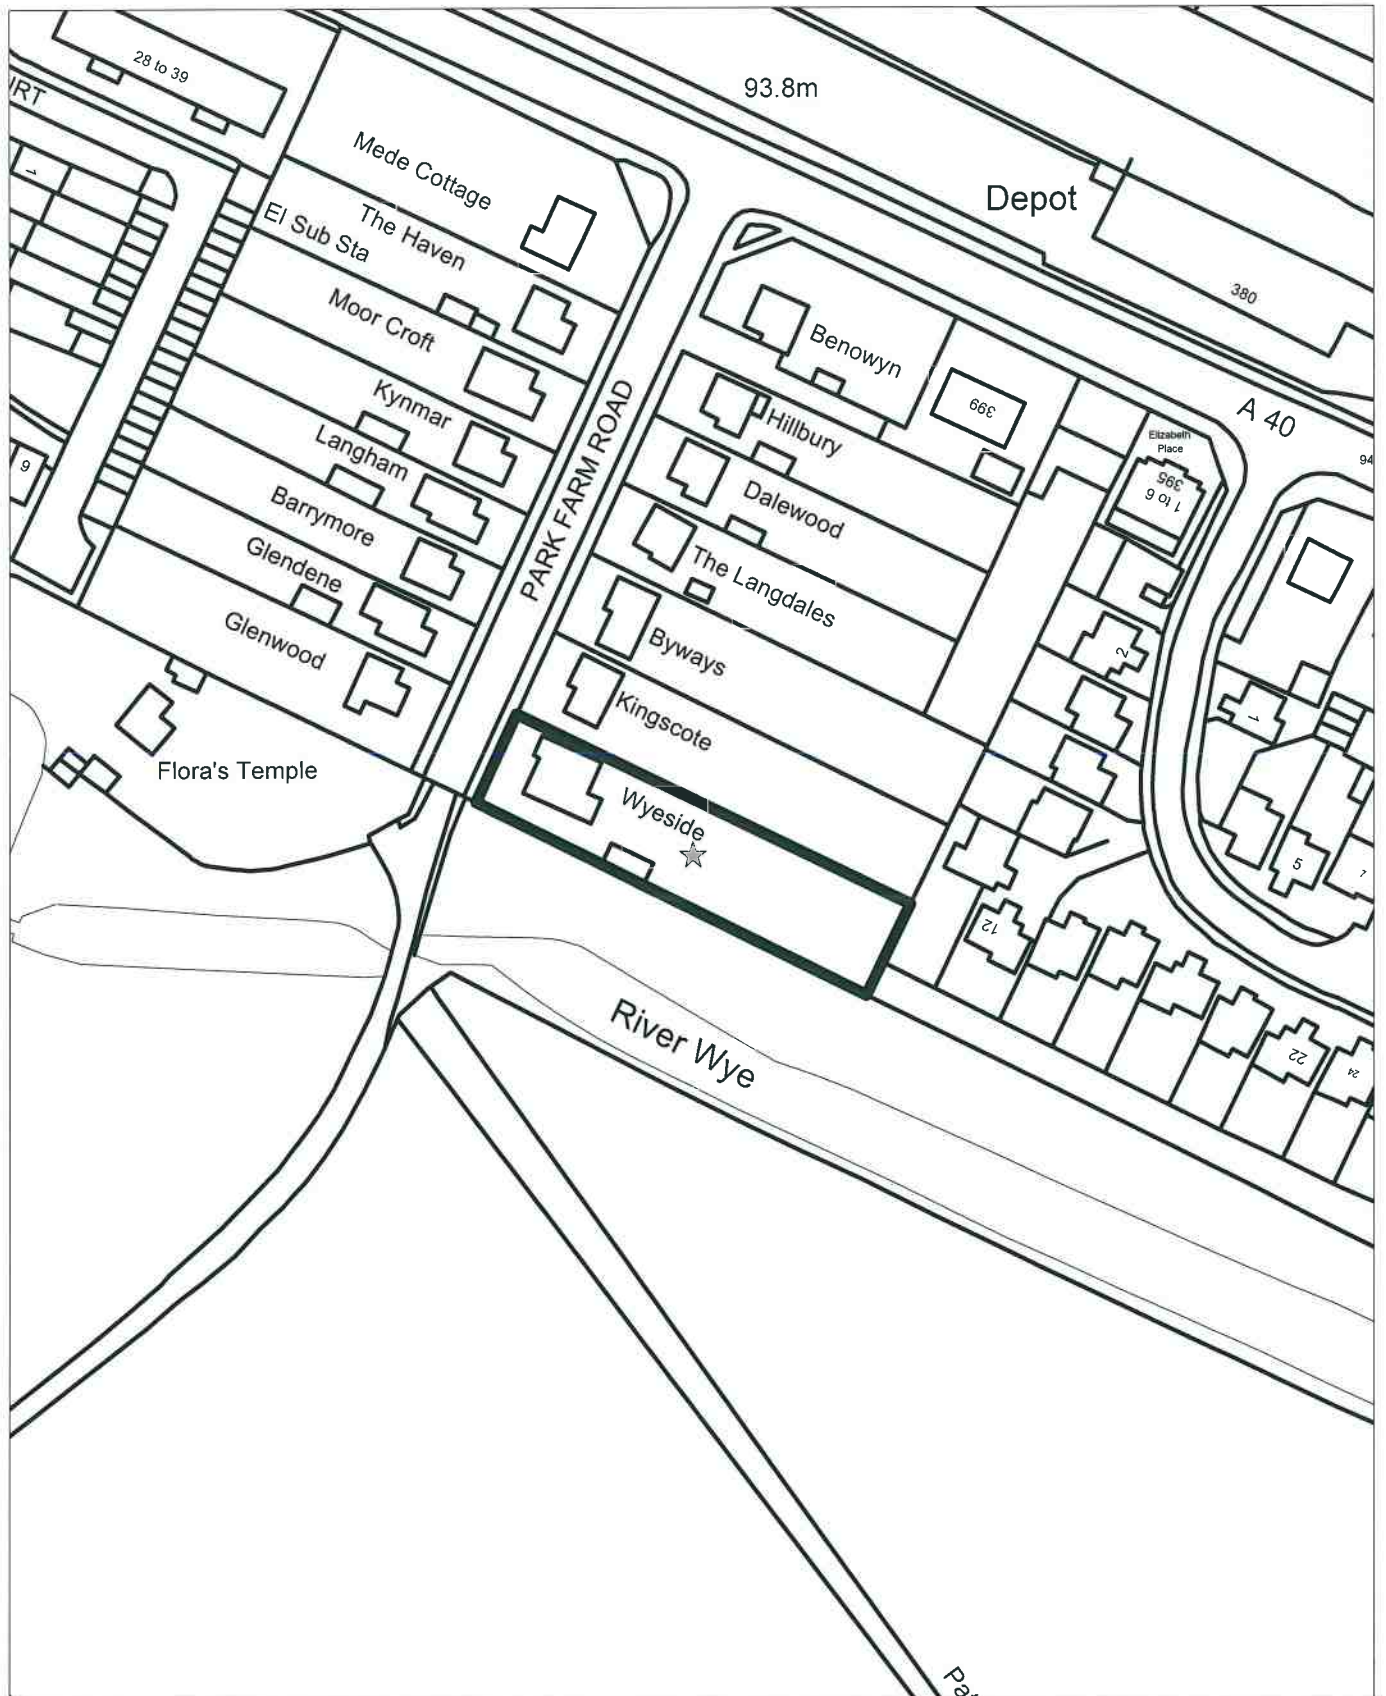 28 to 39
93.8m
Mede Cottage
The Haven
El Sub Sta
Depot
1
Moor Croft
380
Benowyn
Kynmar
399
A 40
Hillbury
Elizabeth
Place
395
1 to 6
PARK FARM ROAD
Langham
9
Barrymore
Dalewood
Glendene
The Langdales
Glenwood
Byways
2
Kingscote
1
Flora's Temple
Wyeside
5
7
12
River Wye
22
24